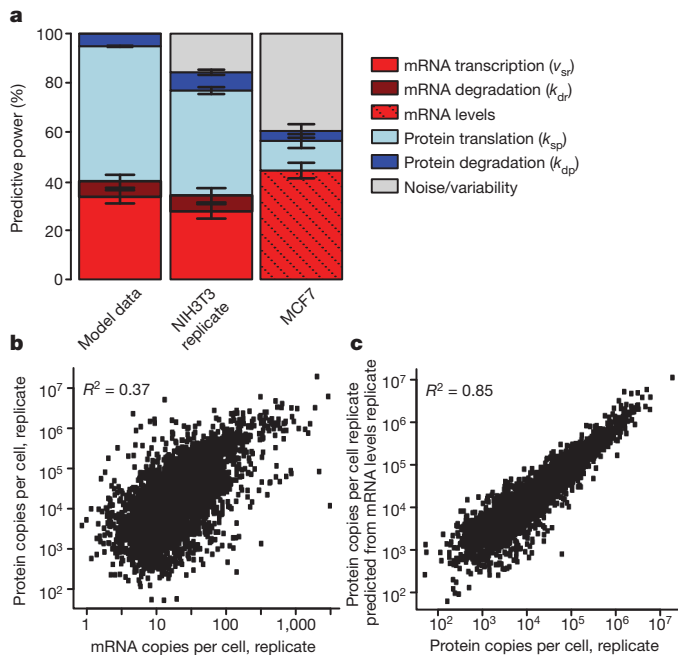 a
100
80
60
40
20
0
Predictive power (%)
Model data
NIH3T3
replicate
MCF7
mRNA transcription (vsr)
mRNA degradation (kdr)
mRNA levels
Protein translation (ksp)
Protein degradation (kdp)
Noise/variability
b
R² = 0.37
10⁷
10⁶
10⁵
10⁴
10³
10²
Protein copies per cell, replicate
1
10
100
1,000
mRNA copies per cell, replicate
c
R² = 0.85
10⁷
10⁶
10⁵
10⁴
10³
10²
Protein copies per cell replicate
predicted from mRNA levels replicate
10² 10³ 10⁴ 10⁵ 10⁶ 10⁷
Protein copies per cell, replicate